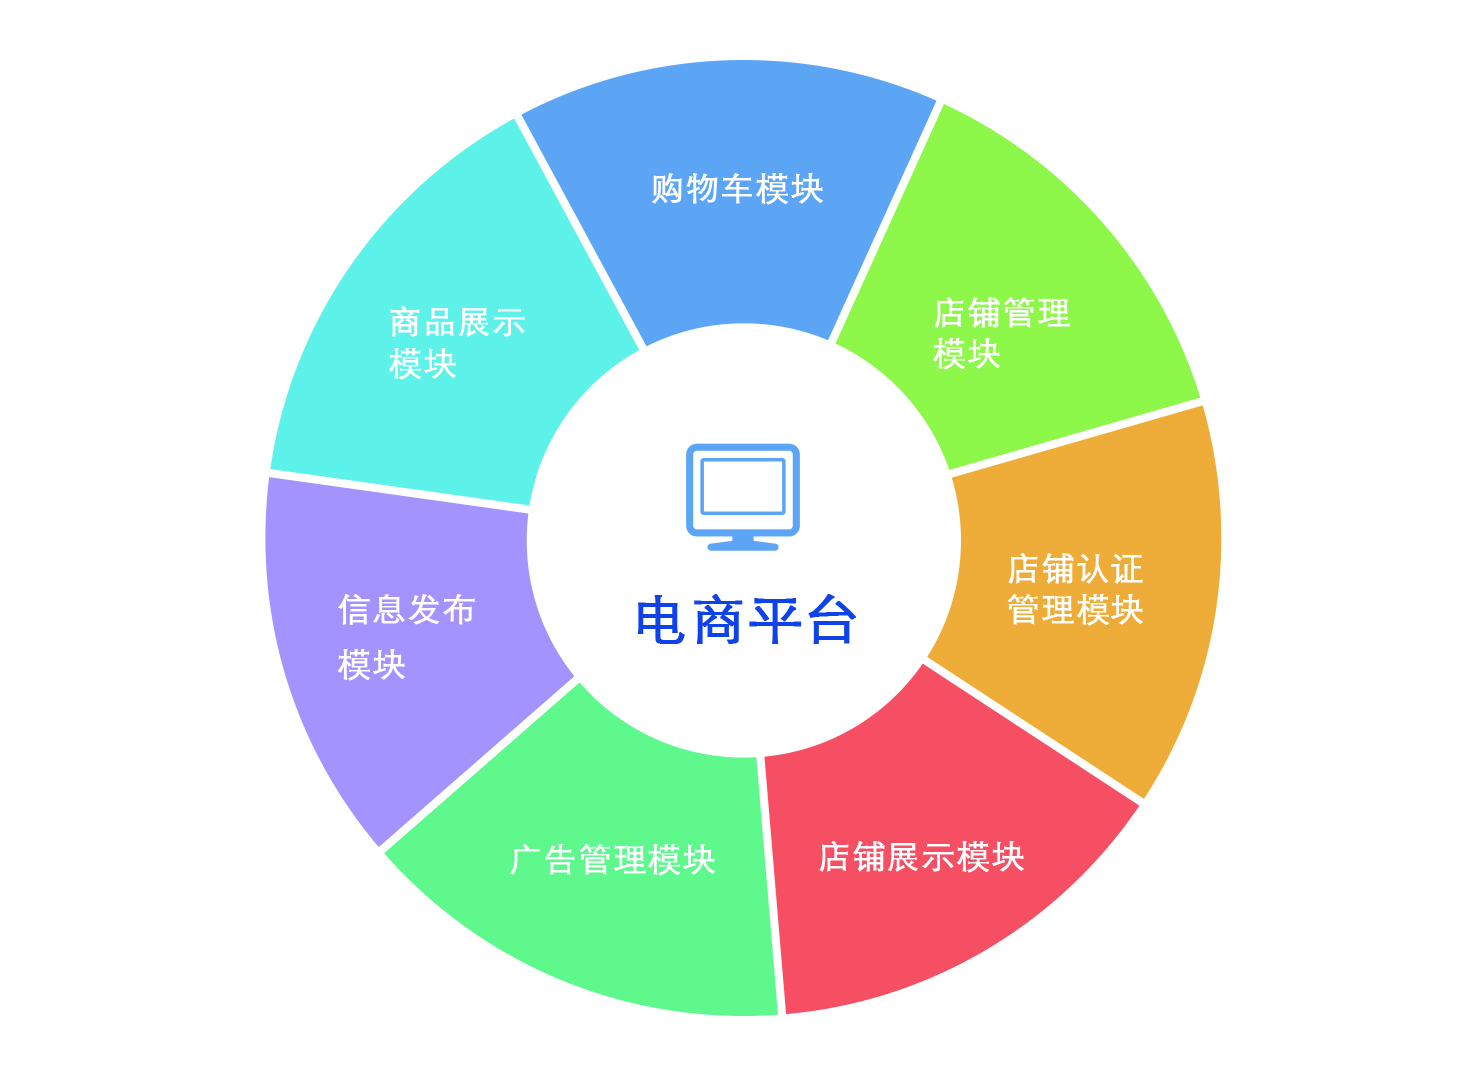 购物车模块
店铺管理
模块
店铺认证
管理模块
店铺展示模块
广告管理模块
信息发布
模块
商品展示
模块
电商平台